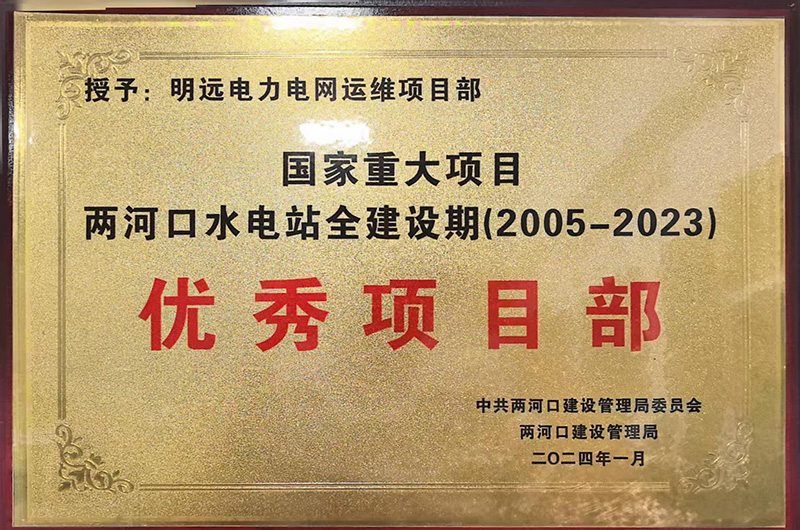 授予：明远电力电网运维项目部
国家重大项目
两河口水电站全建设期(2005-2023)
优秀项目部
中共两河口建设管理局委员会
两河口建设管理局
二〇二四年一月